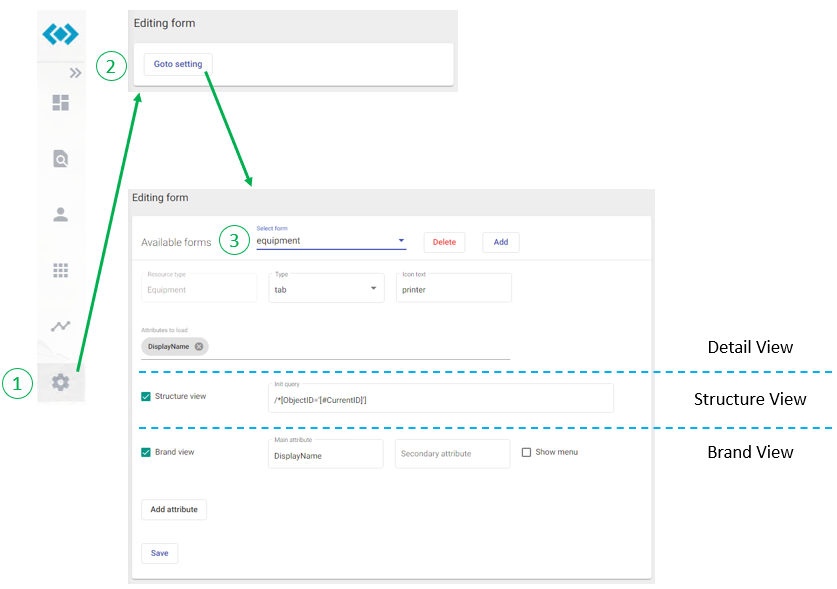 Editing form
2
Goto setting
Editing form
Available forms
3
Select form
equipment
Delete
Add
Resource type
Equipment
Type
tab
Icon text
printer
Attributes to load
DisplayName
Detail View
1
Structure view
Init query
/*[ObjectID='[#CurrentID]']
Structure View
Brand view
Main attribute
DisplayName
Secondary attribute
Show menu
Brand View
Add attribute
Save